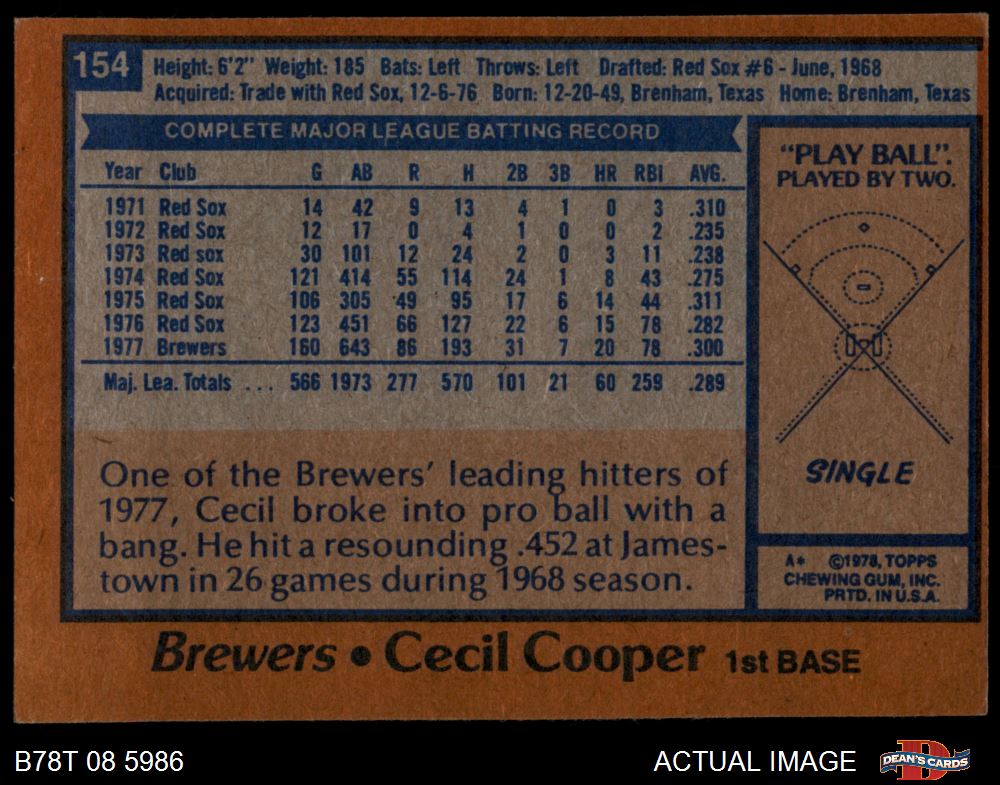 154
Height: 6'2" Weight: 185 Bats: Left Throws: Left Drafted: Red Sox #6 - June, 1968
Acquired: Trade with Red Sox, 12-6-76 Born: 12-20-49, Brenham, Texas Home: Brenham, Texas
COMPLETE MAJOR LEAGUE BATTING RECORD
Year Club G AB R H 2B 3B HR RBI AVG.
1971 Red Sox 14 42 9 13 4 1 0 3 .310
1972 Red Sox 12 17 0 4 1 0 0 2 .235
1973 Red sox 30 101 12 24 2 0 3 11 .238
1974 Red Sox 121 414 55 114 24 1 8 43 .275
1975 Red Sox 106 305 49 95 17 6 14 44 .311
1976 Red Sox 123 451 66 127 22 6 15 78 .282
1977 Brewers 160 643 86 193 31 7 20 78 .300
Maj. Lea. Totals ... 566 1973 277 570 101 21 60 259 .289
One of the Brewers' leading hitters of
1977, Cecil broke into pro ball with a
bang. He hit a resounding .452 at James-
town in 26 games during 1968 season.
"PLAY BALL".
PLAYED BY TWO.
SINGLE
A* ©1978, TOPPS
CHEWING GUM, INC.
PRTD. IN U.S.A.
Brewers • Cecil Cooper 1st BASE
B78T 08 5986
ACTUAL IMAGE
D
DEAN'S CARDS